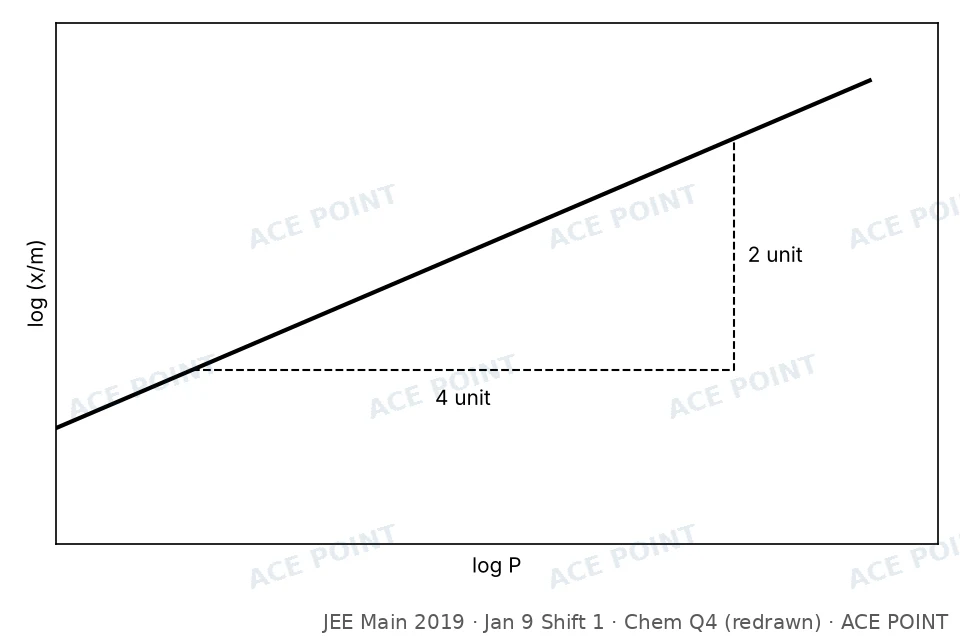 ACE POINT ACE POINT ACE POINT
log (x/m)
2 unit
ACE POINT ACE POINT ACE POINT
4 unit
ACE POINT ACE POINT ACE POINT
log P
JEE Main 2019 · Jan 9 Shift 1 · Chem Q4 (redrawn) · ACE POINT